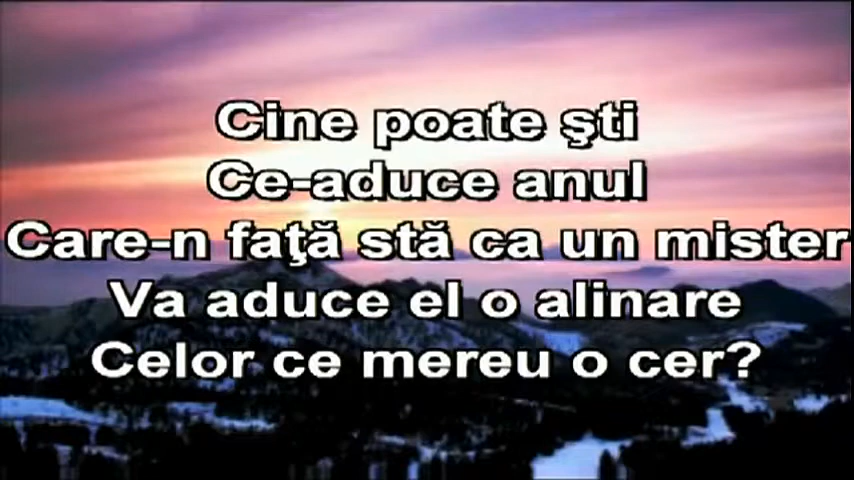 Cine poate şti
Ce-aduce anul
Care-n faţă stă ca un mister
Va aduce el o alinare
Celor ce mereu o cer?